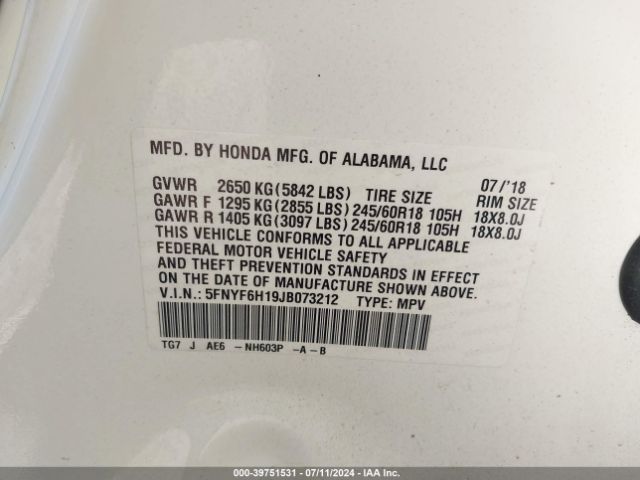 MFD. BY HONDA MFG. OF ALABAMA, LLC
GVWR 2650 KG (5842 LBS) TIRE SIZE 07/'18 RIM SIZE
GAWR F 1295 KG (2855 LBS) 245/60R18 105H 18X8.0J
GAWR R 1405 KG (3097 LBS) 245/60R18 105H 18X8.0J
THIS VEHICLE CONFORMS TO ALL APPLICABLE
FEDERAL MOTOR VEHICLE SAFETY
AND THEFT PREVENTION STANDARDS IN EFFECT
ON THE DATE OF MANUFACTURE SHOWN ABOVE.
V.I.N.: 5FNYF6H19JB073212 TYPE: MPV
TG7 J AE6 -NH603P -A-B
000-39751531 - 07/11/2024 - IAA Inc.